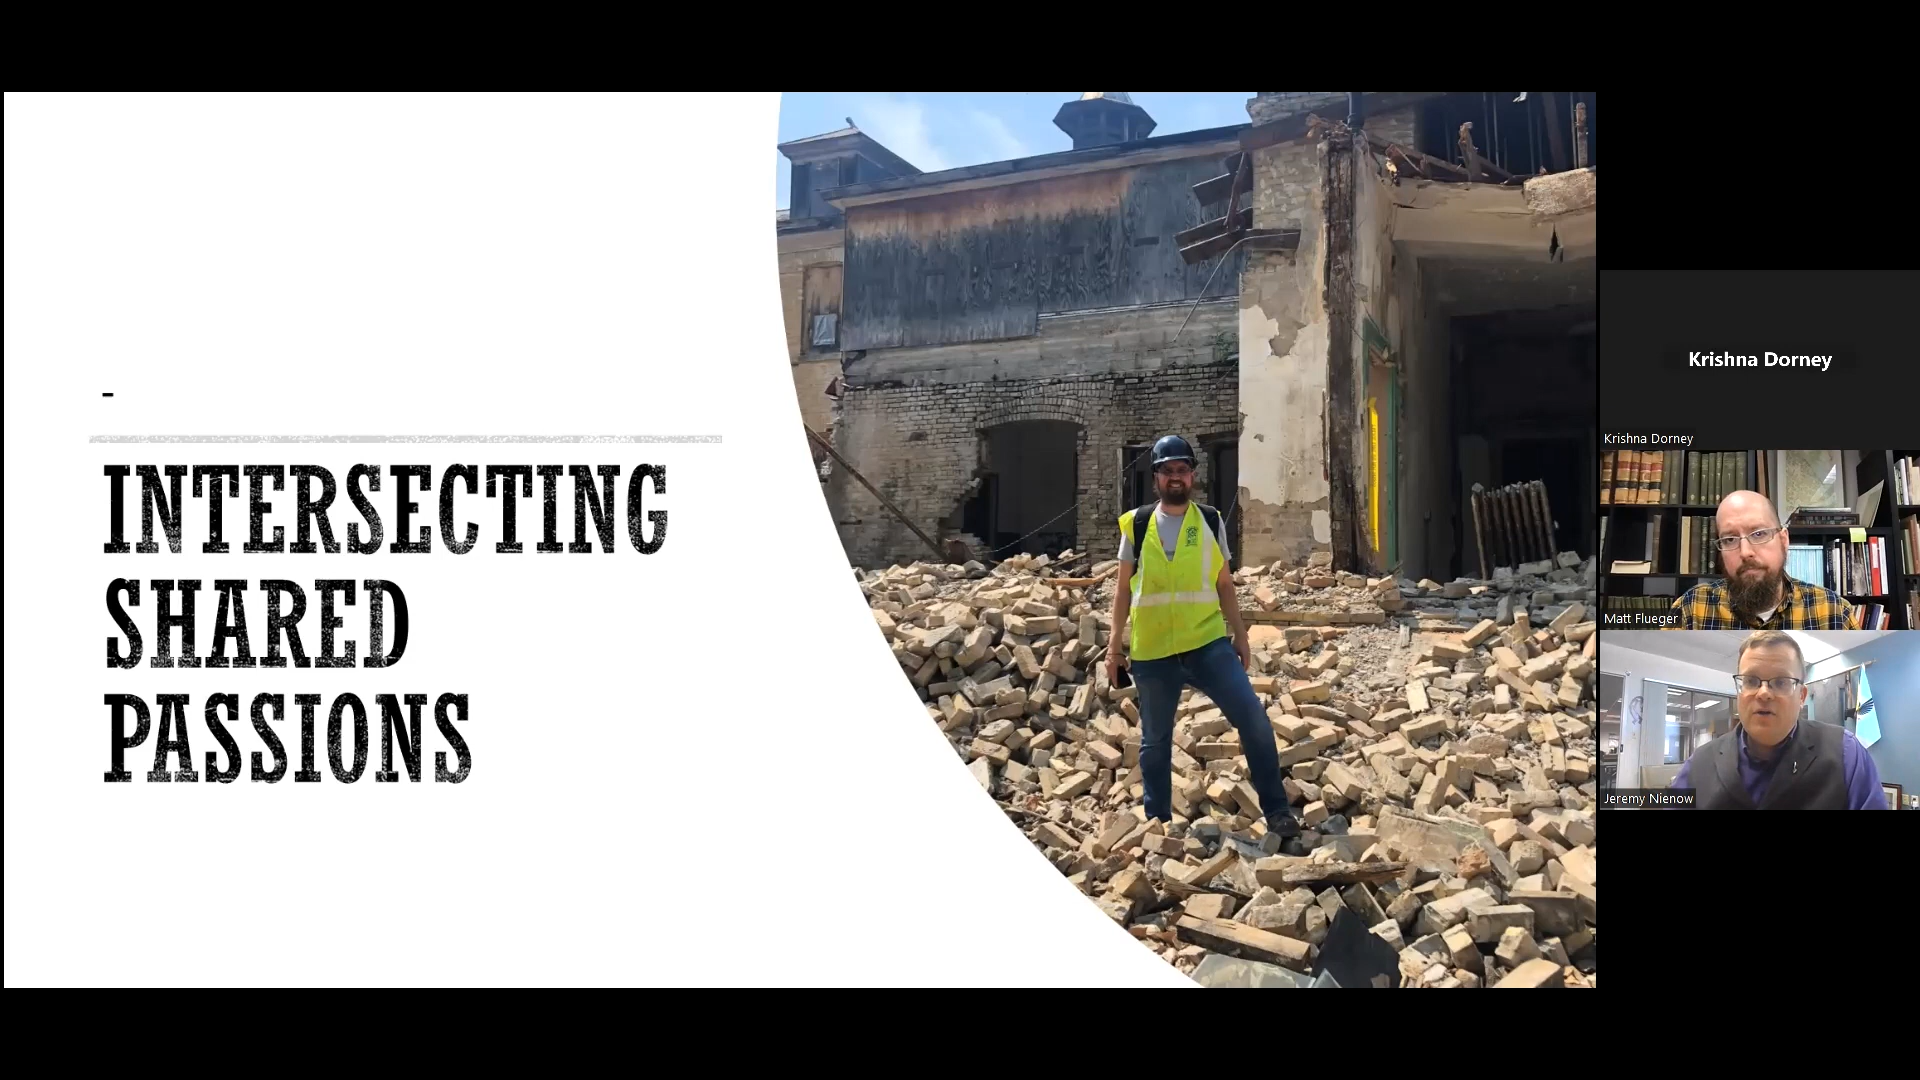 -
INTERSECTING
SHARED
PASSIONS
Krishna Dorney
Krishna Dorney
Matt Flueger
Jeremy Nienow